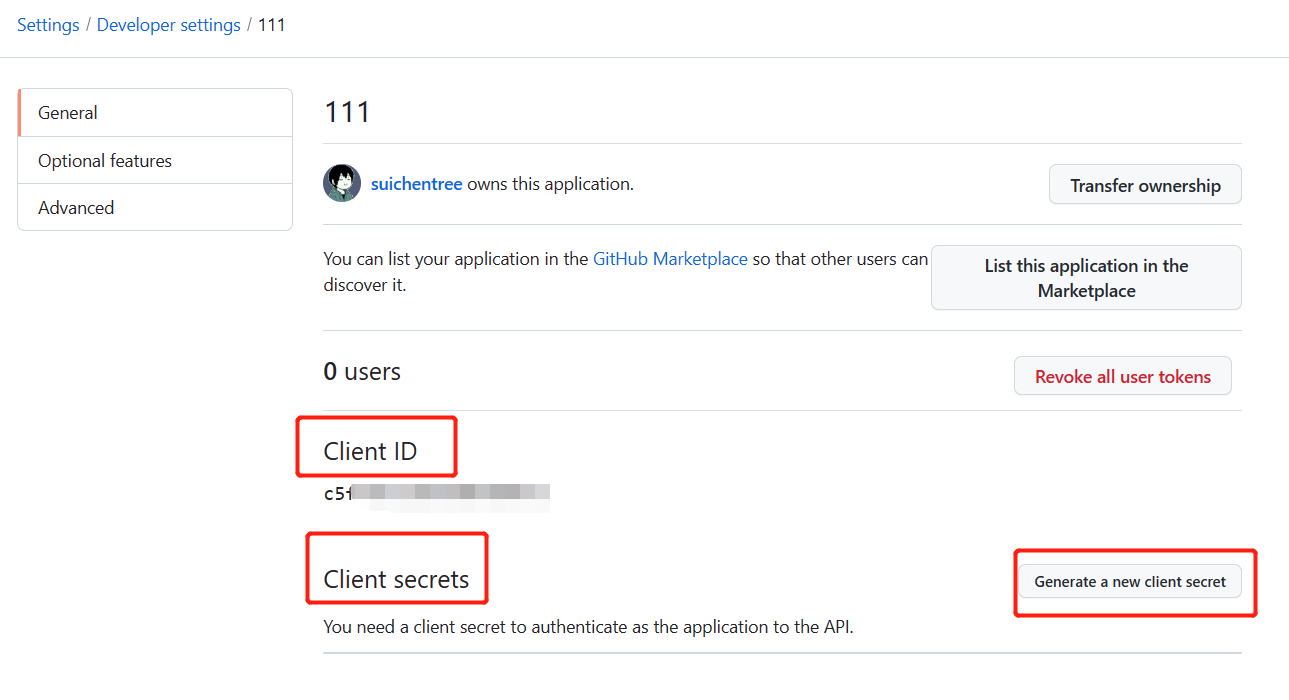 Settings / Developer settings / 111
General
Optional features
Advanced
111
suichentree owns this application.
Transfer ownership
You can list your application in the GitHub Marketplace so that other users can
discover it.
List this application in the
Marketplace
0 users
Revoke all user tokens
Client ID
c5f
Client secrets
Generate a new client secret
You need a client secret to authenticate as the application to the API.